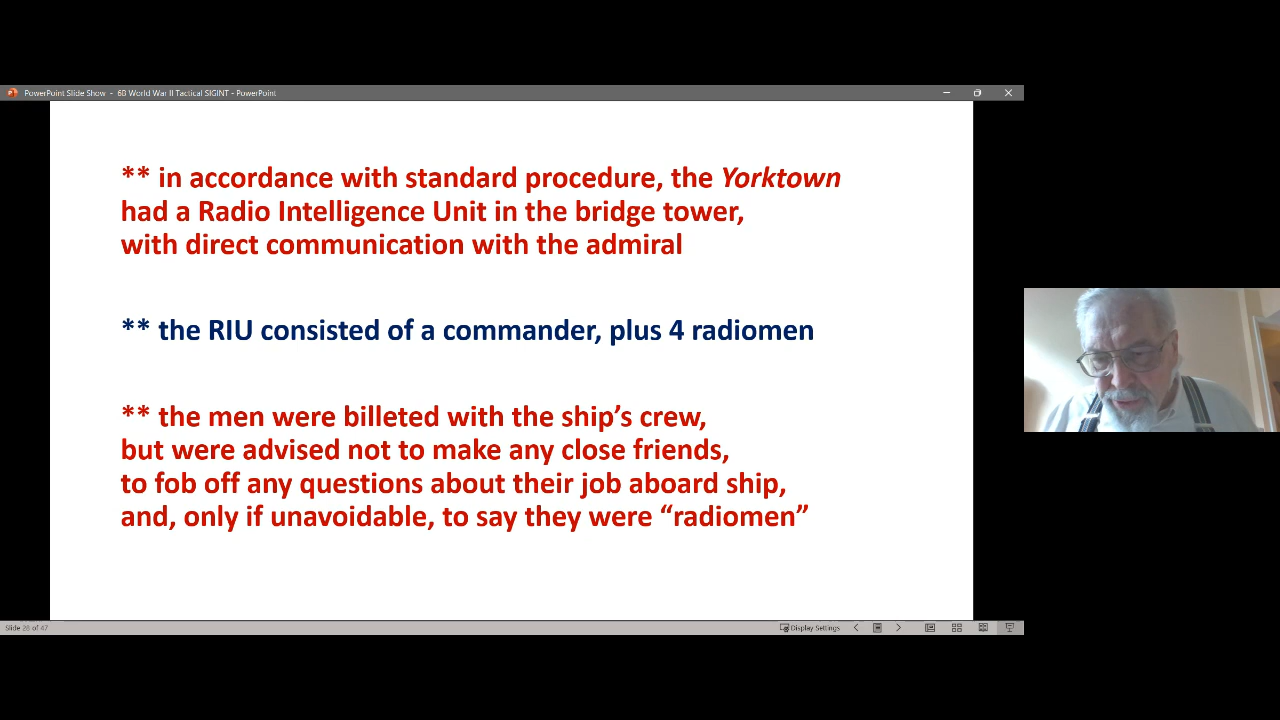 PowerPoint Slide Show - 60 World War II Tactical SIGINT - PowerPoint
** in accordance with standard procedure, the Yorktown
had a Radio Intelligence Unit in the bridge tower,
with direct communication with the admiral
** the RIU consisted of a commander, plus 4 radiomen
** the men were billeted with the ship’s crew,
but were advised not to make any close friends,
to fob off any questions about their job aboard ship,
and, only if unavoidable, to say they were “radiomen”
Slide 28 of 47
Display Settings